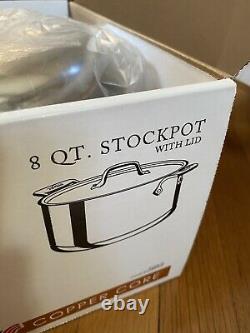 8 QT. STOCKPOT
WITH LID
COPPER CORE